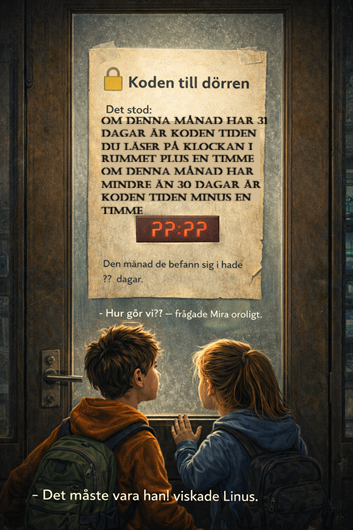 Koden till dörren
Det stod:
OM DENNA MÅNAD HAR 31
DAGAR ÄR KODEN TIDEN
DU LÄSER PÅ KLOCKAN I
RUMMET PLUS EN TIMME
OM DENNA MÅNAD HAR
MINDRE ÄN 30 DAGAR ÄR
KODEN TIDEN MINUS EN
TIMME
??:??
Den månad de befann sig i hade
?? dagar.
- Hur gör vi?? – frågade Mira oroligt.
– Det måste vara han! viskade Linus.